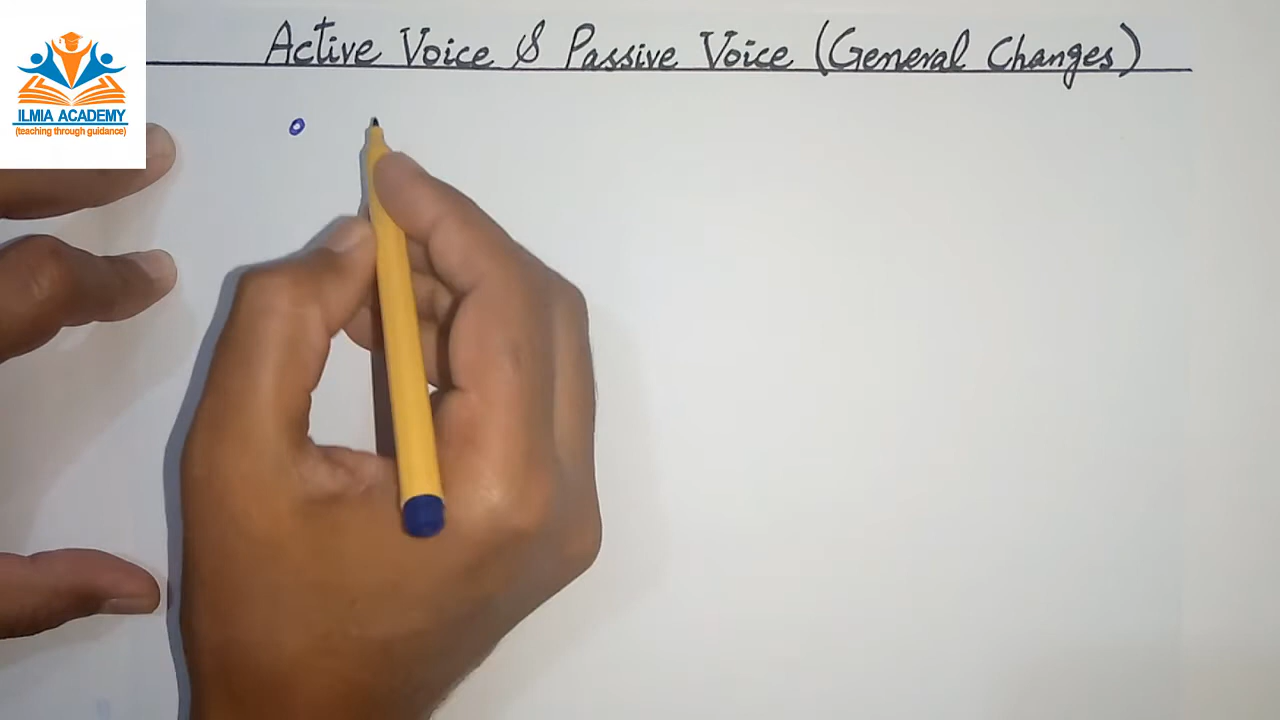 Active Voice & Passive Voice (General Changes)
ILMIA ACADEMY
(teaching through guidance)